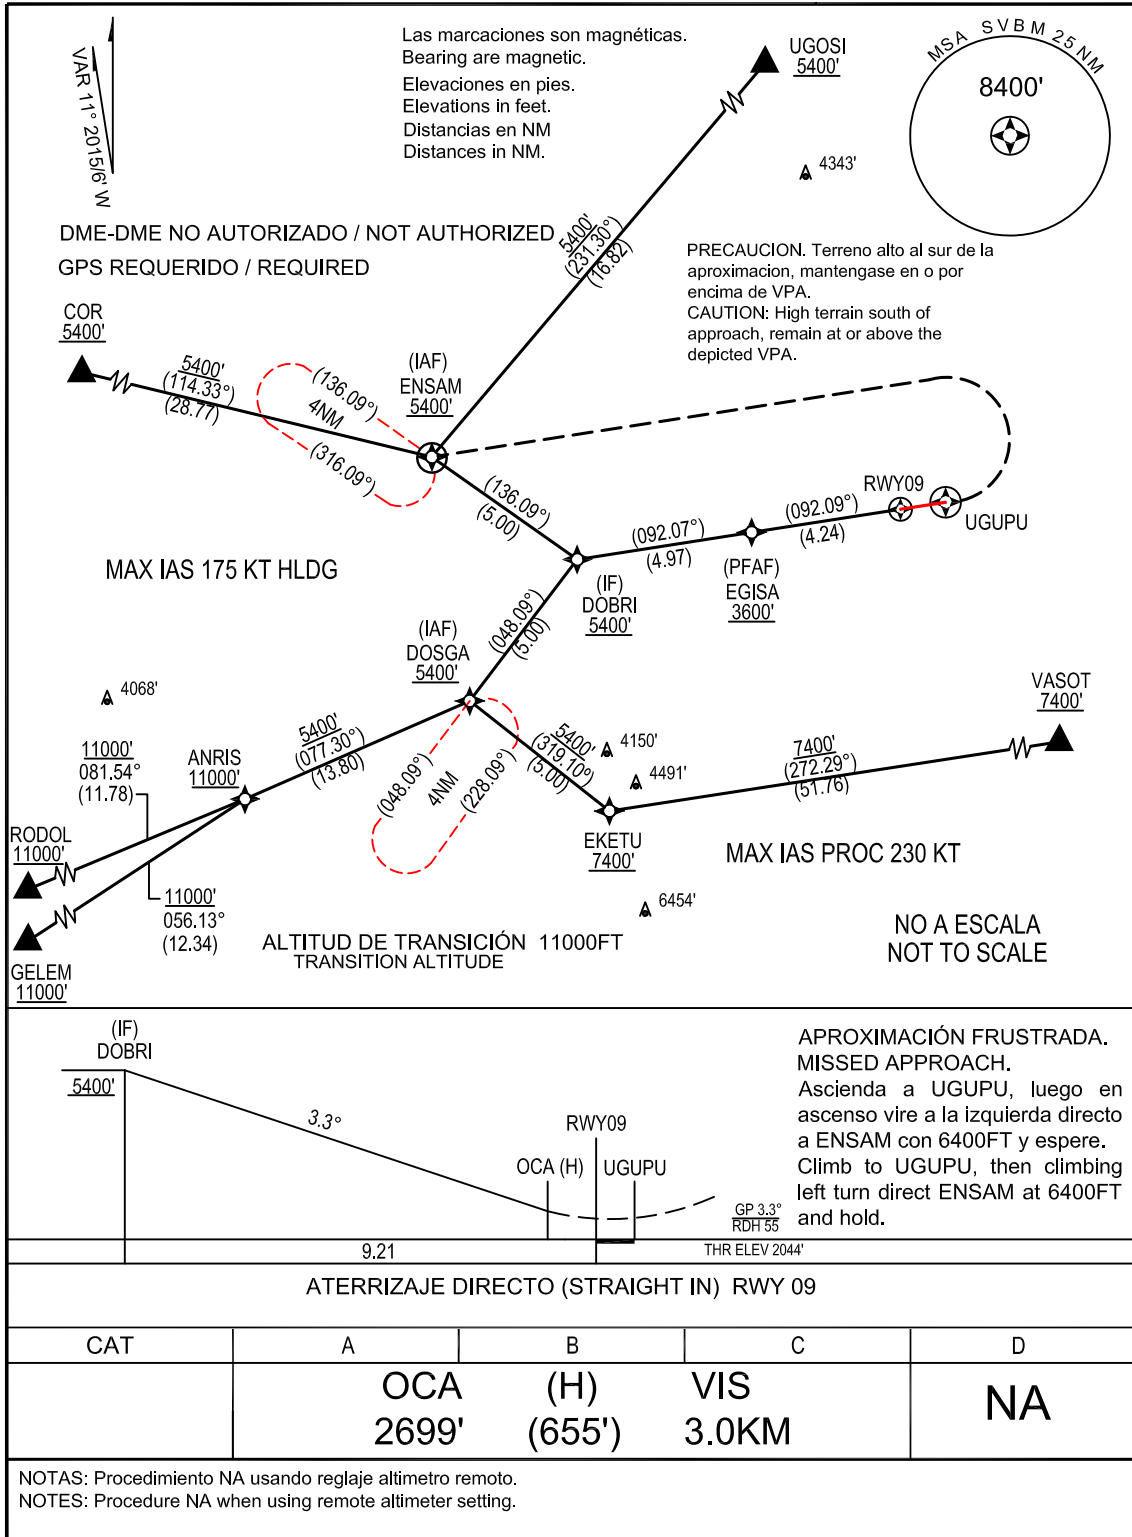 VAR 11° 2015/6' W
Las marcaciones son magnéticas.
Bearing are magnetic.
Elevaciones en pies.
Elevations in feet.
Distancias en NM
Distances in NM.
UGOSI
5400'
MSA SVBM 25 NM
8400'
4343'
DME-DME NO AUTORIZADO / NOT AUTHORIZED
GPS REQUERIDO / REQUIRED
5400'
(231.30°)
(16.82)
PRECAUCION. Terreno alto al sur de la
aproximacion, mantengase en o por
encima de VPA.
CAUTION: High terrain south of
approach, remain at or above the
depicted VPA.
COR
5400'
5400'
(114.33°)
(28.77)
(136.09°)
4NM
(316.09°)
(IAF)
ENSAM
5400'
(136.09°)
(5.00)
RWY09
UGUPU
(092.09°)
(4.24)
(092.07°)
(4.97)
(PFAF)
EGISA
3600'
(IF)
DOBRI
5400'
MAX IAS 175 KT HLDG
(IAF)
DOSGA
5400'
(048.09°)
(5.00)
4068'
VASOT
7400'
11000'
081.54°
(11.78)
ANRIS
11000'
5400'
(077.30°)
(13.80)
(048.09°)
4NM
(228.09°)
5400'
(319.10°)
(5.00)
4150'
4491'
7400'
(272.29°)
(51.76)
RODOL
11000'
EKETU
7400'
MAX IAS PROC 230 KT
11000'
056.13°
(12.34)
6454'
GELEM
11000'
ALTITUD DE TRANSICIÓN 11000FT
TRANSITION ALTITUDE
NO A ESCALA
NOT TO SCALE
(IF)
DOBRI
5400'
3.3°
RWY09
OCA (H)
UGUPU
GP 3.3°
RDH 55
9.21
THR ELEV 2044'
APROXIMACIÓN FRUSTRADA.
MISSED APPROACH.
Ascienda a UGUPU, luego en
ascenso vire a la izquierda directo
a ENSAM con 6400FT y espere.
Climb to UGUPU, then climbing
left turn direct ENSAM at 6400FT
and hold.
ATERRIZAJE DIRECTO (STRAIGHT IN) RWY 09
CAT A B C D
OCA (H) VIS
2699' (655') 3.0KM
NA
NOTAS: Procedimiento NA usando reglaje altimetro remoto.
NOTES: Procedure NA when using remote altimeter setting.